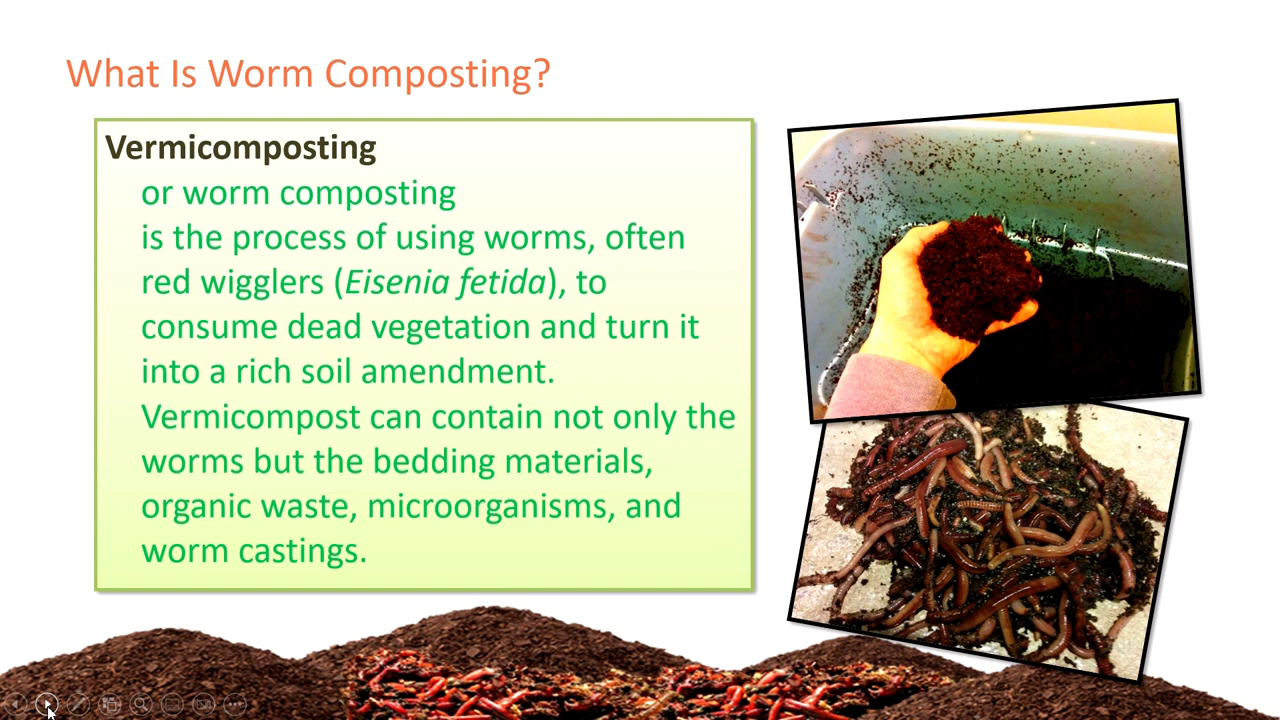 What Is Worm Composting?
Vermicomposting
or worm composting
is the process of using worms, often
red wigglers (Eisenia fetida), to
consume dead vegetation and turn it
into a rich soil amendment.
Vermicompost can contain not only the
worms but the bedding materials,
organic waste, microorganisms, and
worm castings.